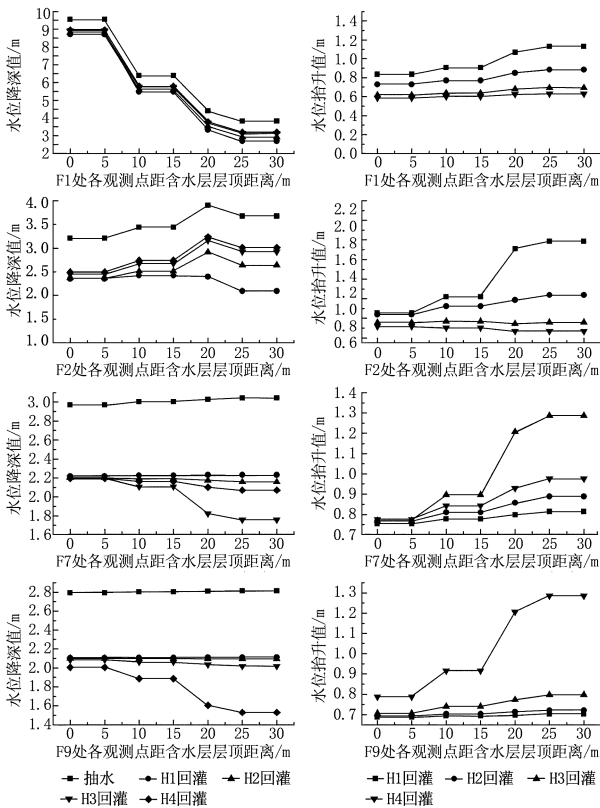 10
9
8
7
6
5
4
3
2
水位降深值/m
0 5 10 15 20 25 30
F1处各观测点距含水层层顶距离/m
1.4
1.2
1.0
0.8
0.6
0.4
0.2
0.0
水位抬升值/m
0 5 10 15 20 25 30
F1处各观测点距含水层层顶距离/m
4.0
3.5
3.0
2.5
2.0
1.5
1.0
水位降深值/m
0 5 10 15 20 25 30
F2处各观测点距含水层层顶距离/m
2.2
2.0
1.8
1.6
1.4
1.2
1.0
0.8
0.6
水位抬升值/m
0 5 10 15 20 25 30
F2处各观测点距含水层层顶距离/m
3.0
2.8
2.6
2.4
2.2
2.0
1.8
1.6
水位降深值/m
0 5 10 15 20 25 30
F7处各观测点距含水层层顶距离/m
1.4
1.3
1.2
1.1
1.0
0.9
0.8
0.7
水位抬升值/m
0 5 10 15 20 25 30
F7处各观测点距含水层层顶距离/m
2.8
2.6
2.4
2.2
2.0
1.8
1.6
1.4
水位降深值/m
0 5 10 15 20 25 30
F9处各观测点距含水层层顶距离/m
1.3
1.2
1.1
1.0
0.9
0.8
0.7
水位抬升值/m
0 5 10 15 20 25 30
F9处各观测点距含水层层顶距离/m
抽水 H1回灌 H2回灌
H3回灌 H4回灌
H1回灌 H2回灌 H3回灌
H4回灌